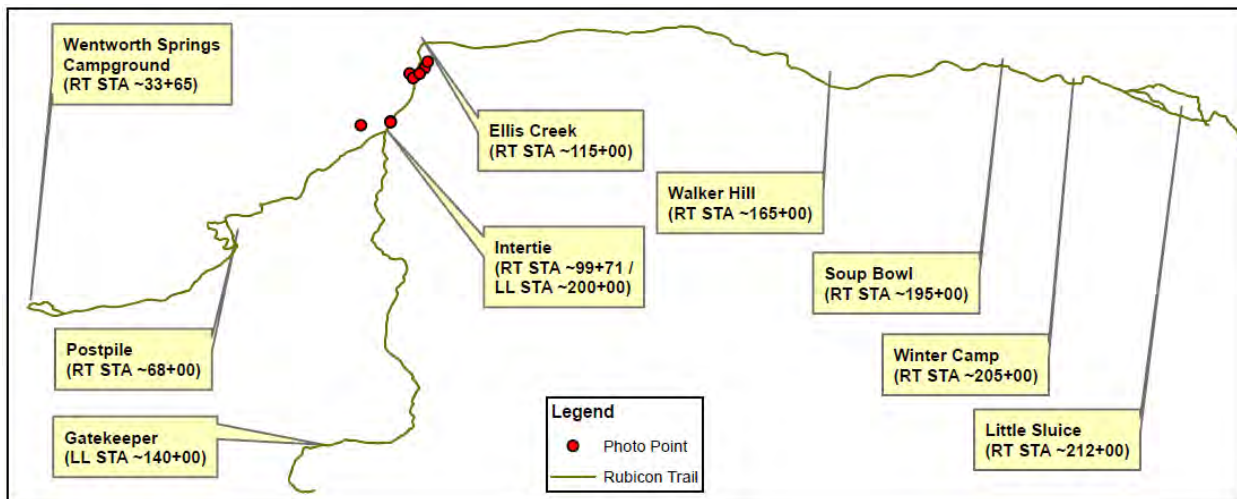 Wentworth Springs
Campground
(RT STA ~33+65)
Ellis Creek
(RT STA ~115+00)
Walker Hill
(RT STA ~165+00)
Intertie
(RT STA ~99+71 /
LL STA ~200+00)
Soup Bowl
(RT STA ~195+00)
Postpile
(RT STA ~68+00)
Winter Camp
(RT STA ~205+00)
Gatekeeper
(LL STA ~140+00)
Little Sluice
(RT STA ~212+00)
Legend
Photo Point
Rubicon Trail